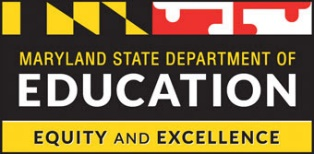 MARYLAND STATE DEPARTMENT OF
EDUCATION
EQUITY AND EXCELLENCE